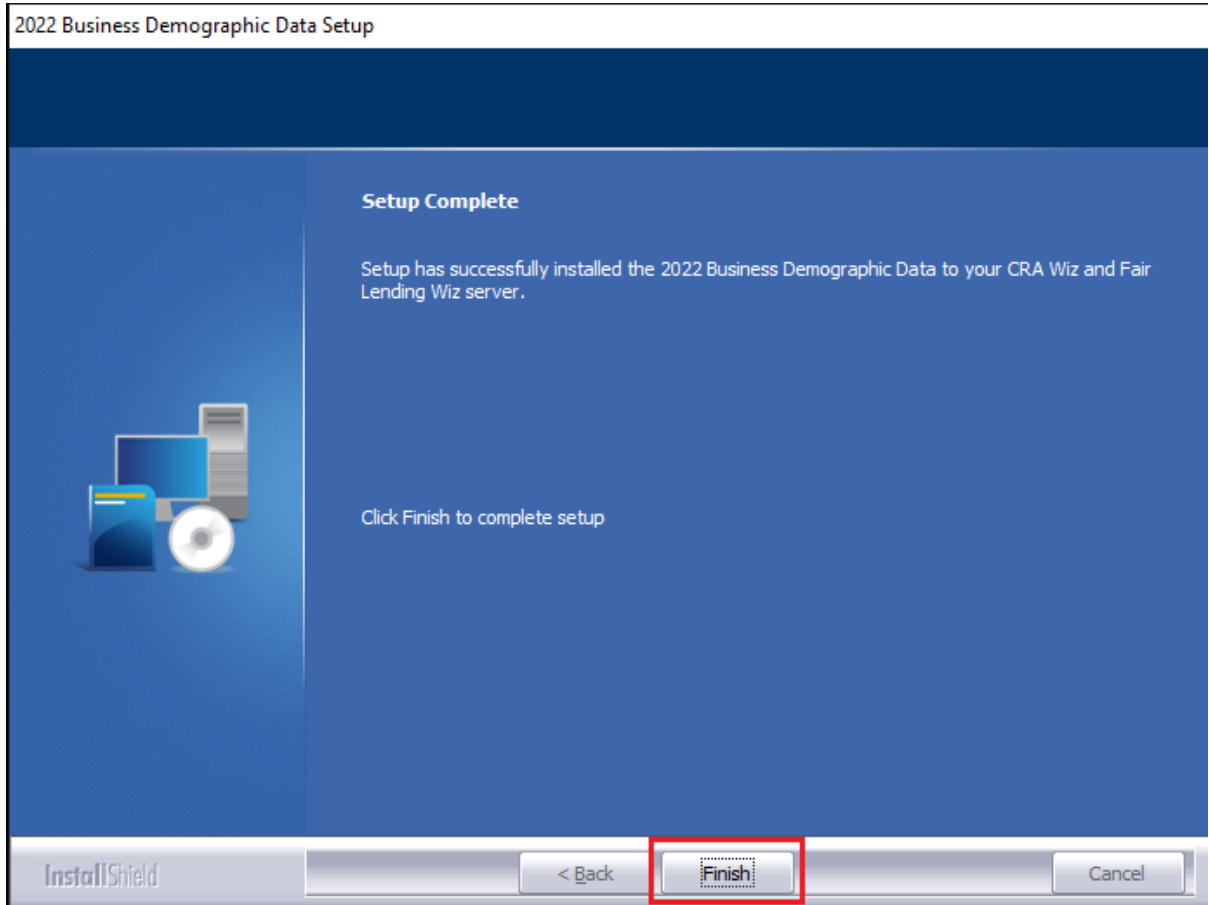 2022 Business Demographic Data Setup
Setup Complete
Setup has successfully installed the 2022 Business Demographic Data to your CRA Wiz and Fair
Lending Wiz server.
Click Finish to complete setup
InstallShield
< Back
Finish
Cancel